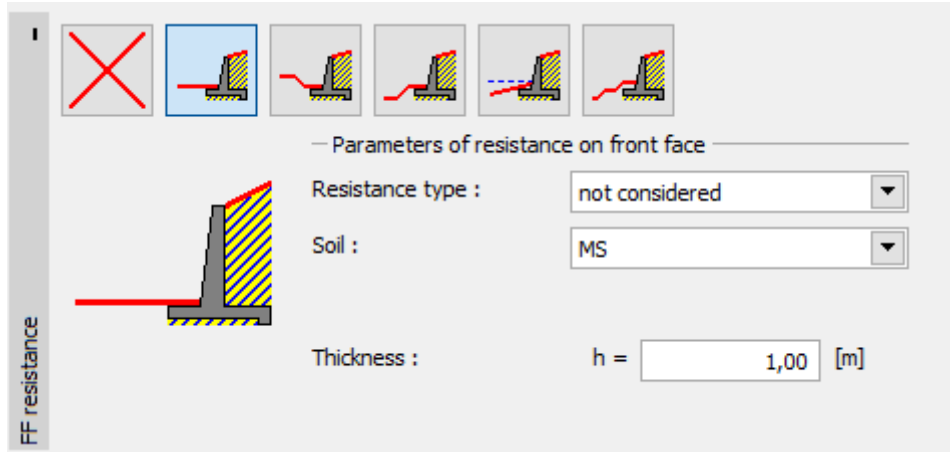 Parameters of resistance on front face
Resistance type : not considered
Soil : MS
Thickness : h = 1,00 [m]
FF resistance